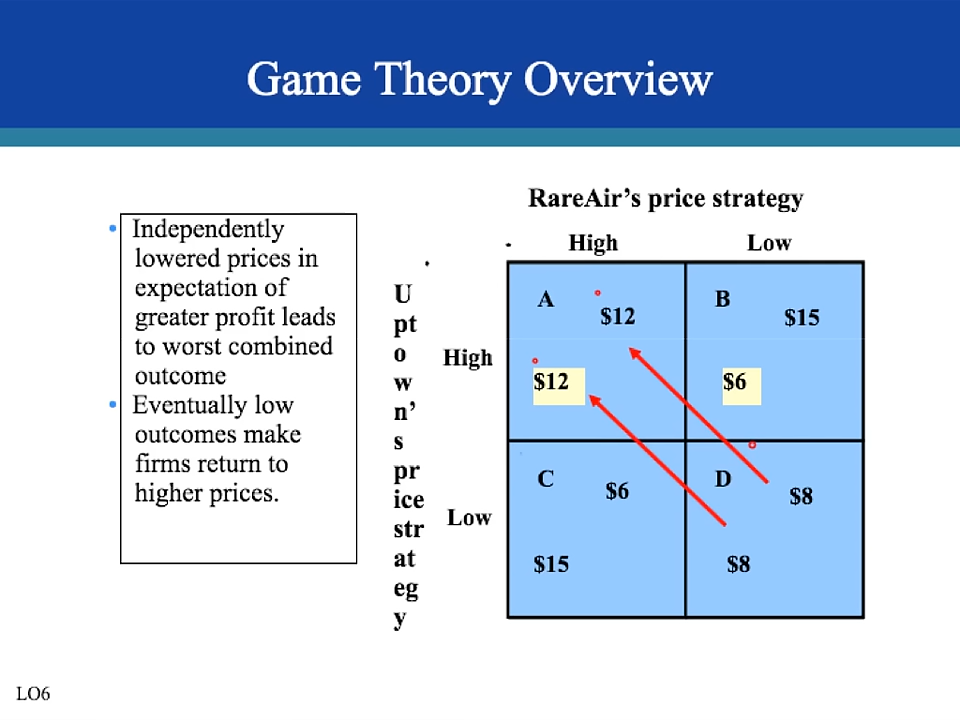 Game Theory Overview
• Independently
lowered prices in
expectation of
greater profit leads
to worst combined
outcome
• Eventually low
outcomes make
firms return to
higher prices.
RareAir’s price strategy
High Low
U
pt
o
w
n’
s
pr
ice
str
at
eg
y
High
Low
A
$12
$12
B
$15
$6
C
$6
$15
D
$8
$8
LO6